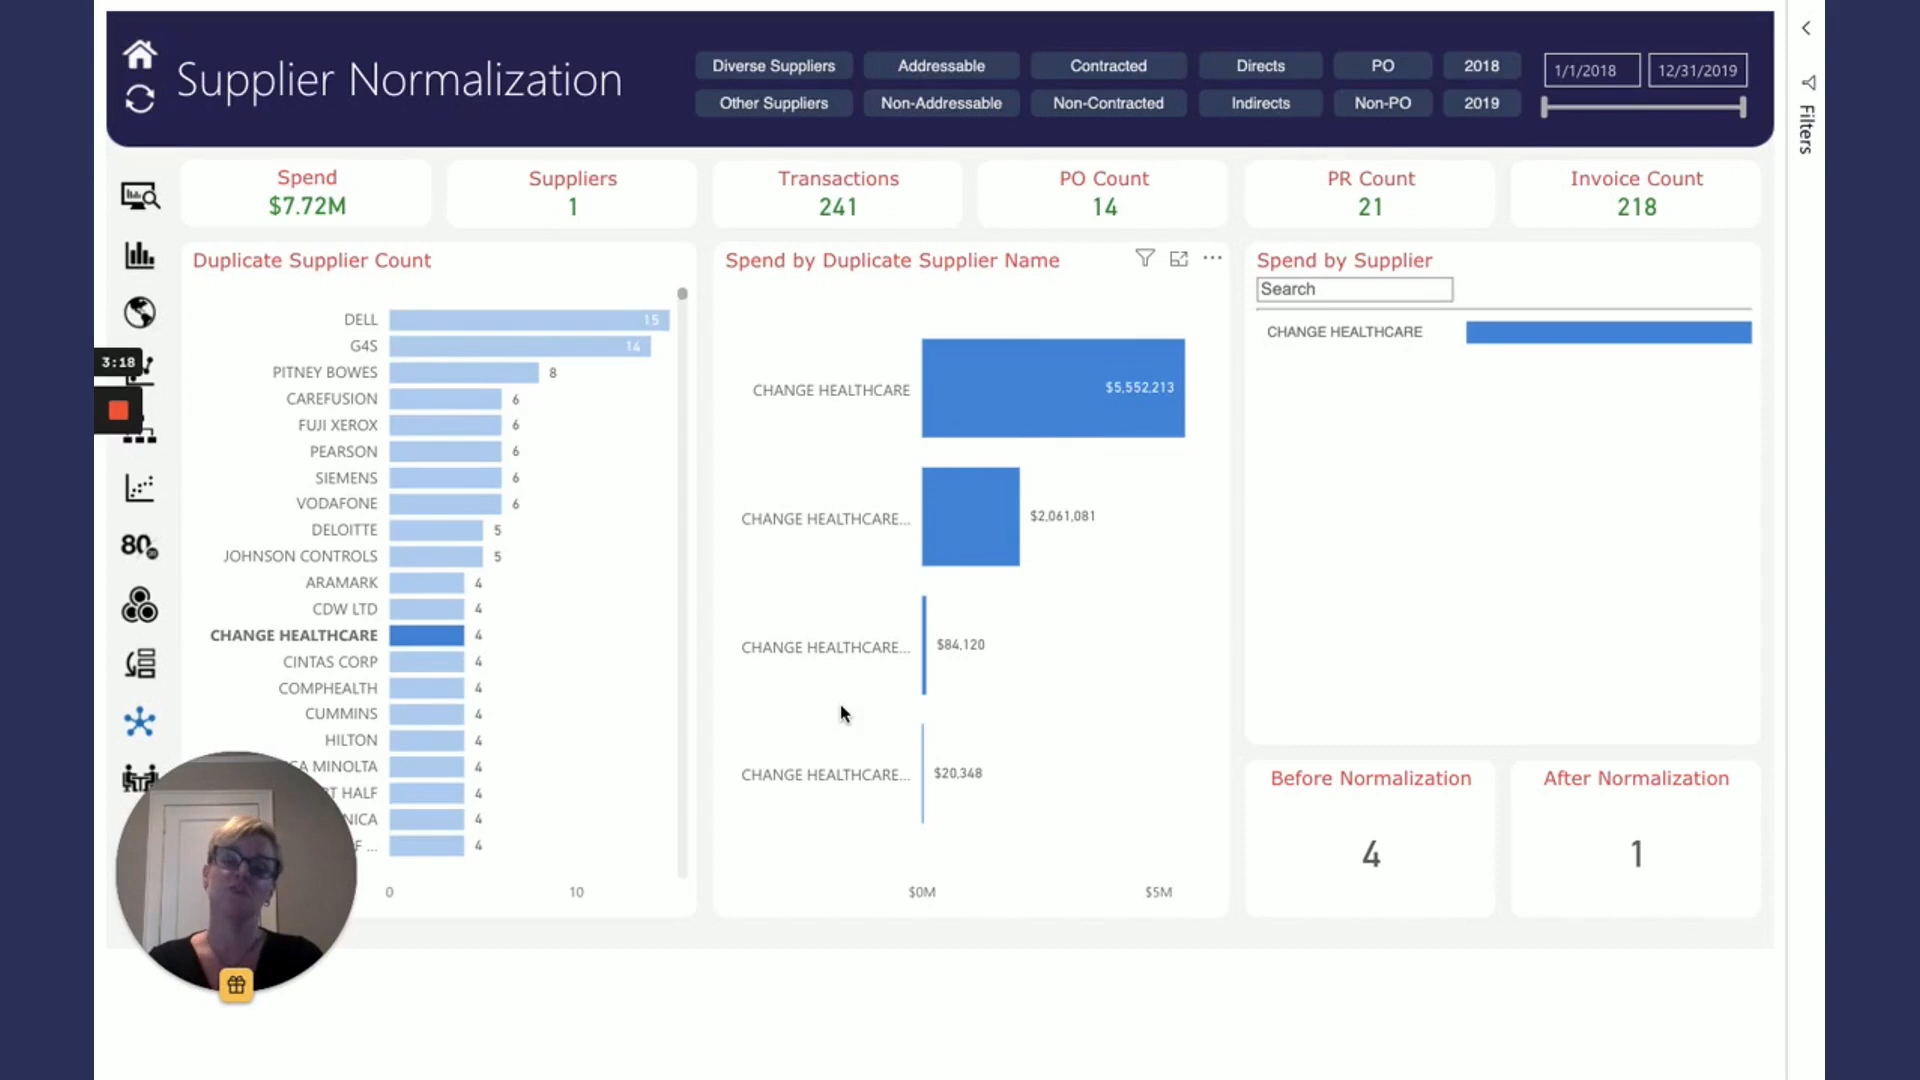 Supplier Normalization
Diverse Suppliers
Addressable
Contracted
Directs
PO
2018
Other Suppliers
Non-Addressable
Non-Contracted
Indirects
Non-PO
2019
1/1/2018
12/31/2019
Filters
Spend
$7.72M
Suppliers
1
Transactions
241
PO Count
14
PR Count
21
Invoice Count
218
3:18
80
20
Duplicate Supplier Count
DELL 15
G4S 14
PITNEY BOWES 8
CAREFUSION 6
FUJI XEROX 6
PEARSON 6
SIEMENS 6
VODAFONE 6
DELOITTE 5
JOHNSON CONTROLS 5
ARAMARK 4
CDW LTD 4
CHANGE HEALTHCARE 4
CINTAS CORP 4
COMPHEALTH 4
CUMMINS 4
HILTON 4
CA MINOLTA 4
RT HALF 4
NICA 4
F ... 4
0 10
Spend by Duplicate Supplier Name
CHANGE HEALTHCARE $5,552,213
CHANGE HEALTHCARE... $2,061,081
CHANGE HEALTHCARE... $84,120
CHANGE HEALTHCARE... $20,348
$0M $5M
Spend by Supplier
Search
CHANGE HEALTHCARE
Before Normalization
4
After Normalization
1